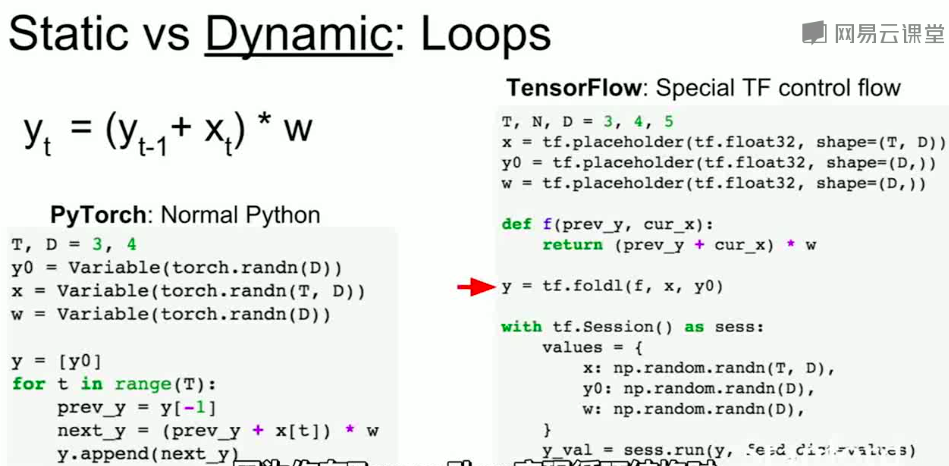 Static vs Dynamic: Loops
网易云课堂
y_t = (y_{t-1} + x_t) * w
PyTorch: Normal Python
T, D = 3, 4
y0 = Variable(torch.randn(D))
x = Variable(torch.randn(T, D))
w = Variable(torch.randn(D))
y = [y0]
for t in range(T):
    prev_y = y[-1]
    next_y = (prev_y + x[t]) * w
    y.append(next_y)
TensorFlow: Special TF control flow
T, N, D = 3, 4, 5
x = tf.placeholder(tf.float32, shape=(T, D))
y0 = tf.placeholder(tf.float32, shape=(D,))
w = tf.placeholder(tf.float32, shape=(D,))
def f(prev_y, cur_x):
    return (prev_y + cur_x) * w
y = tf.foldl(f, x, y0)
with tf.Session() as sess:
    values = {
        x: np.random.randn(T, D),
        y0: np.random.randn(D),
        w: np.random.randn(D),
    }
    y_val = sess.run(y, feed_dict=values)